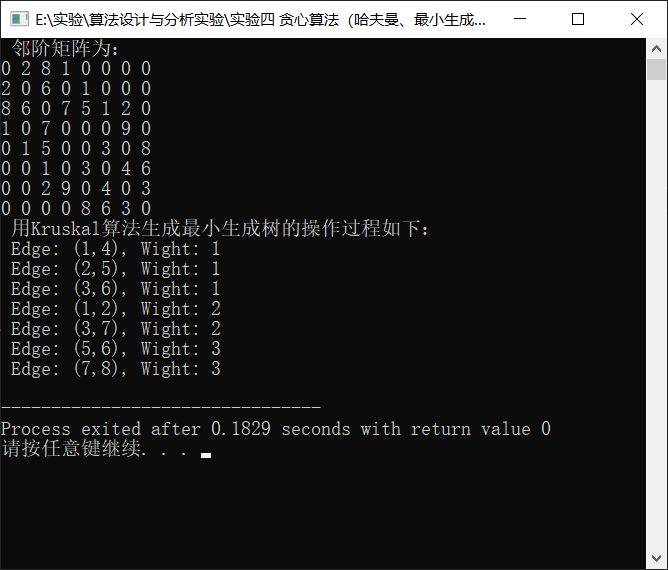 E:\实验\算法设计与分析实验\实验四 贪心算法（哈夫曼、最小生成...
邻阶矩阵为:
0 2 8 1 0 0 0 0
2 0 6 0 1 0 0 0
8 6 0 7 5 1 2 0
1 0 7 0 0 0 9 0
0 1 5 0 0 3 0 8
0 0 1 0 3 0 4 6
0 0 2 9 0 4 0 3
0 0 0 0 8 6 3 0
用Kruskal算法生成最小生成树的操作过程如下:
Edge: (1,4), Wight: 1
Edge: (2,5), Wight: 1
Edge: (3,6), Wight: 1
Edge: (1,2), Wight: 2
Edge: (3,7), Wight: 2
Edge: (5,6), Wight: 3
Edge: (7,8), Wight: 3
--------------------------------
Process exited after 0.1829 seconds with return value 0
请按任意键继续. . .